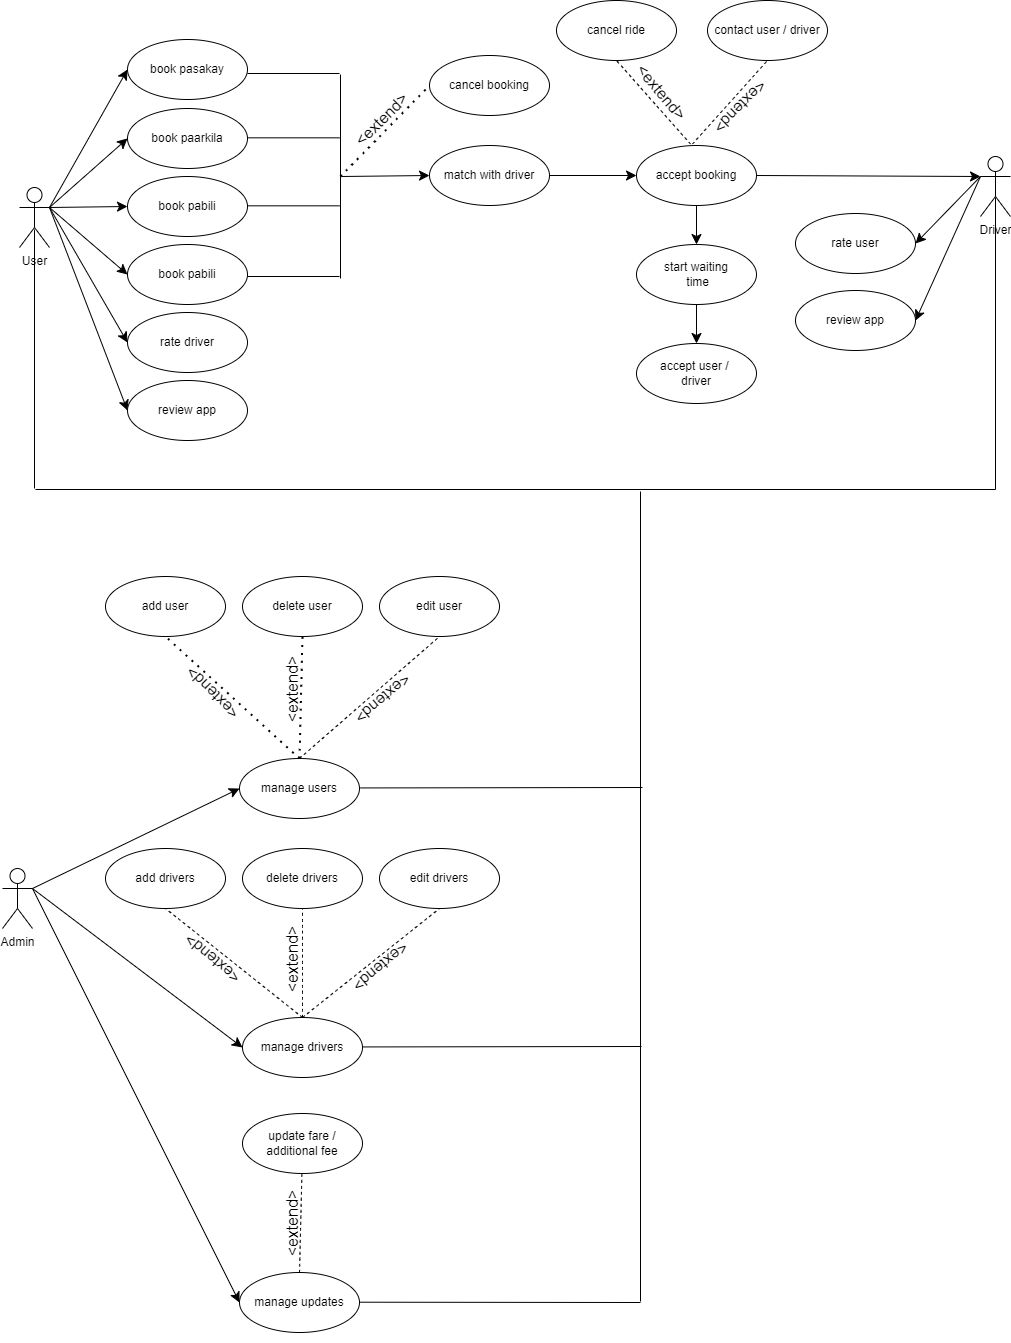 cancel ride
contact user / driver
book pasakay
cancel booking
<extend>
<extend>
<extend>
book paarkila
match with driver
accept booking
book pabili
User
Driver
rate user
book pabili
start waiting
time
review app
rate driver
accept user /
driver
review app
add user
delete user
edit user
<extend>
<extend>
<extend>
manage users
add drivers
delete drivers
edit drivers
Admin
<extend>
<extend>
<extend>
manage drivers
update fare /
additional fee
<extend>
manage updates